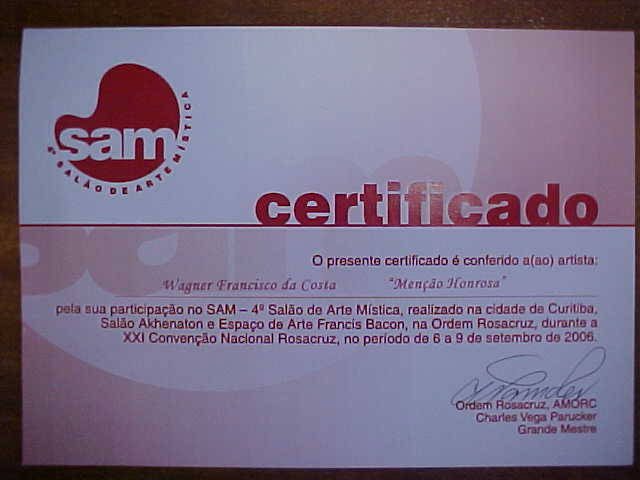 sam
4º SALÃO DE ARTE MÍSTICA
certificado
O presente certificado é conferido a(ao) artista:
Wagner Francisco da Costa "Menção Honrosa"
pela sua participação no SAM – 4º Salão de Arte Mística, realizado na cidade de Curitiba,
Salão Akhenaton e Espaço de Arte Francis Bacon, na Ordem Rosacruz, durante a
XXI Convenção Nacional Rosacruz, no período de 6 a 9 de setembro de 2006.
Ordem Rosacruz, AMORC
Charles Vega Parucker
Grande Mestre